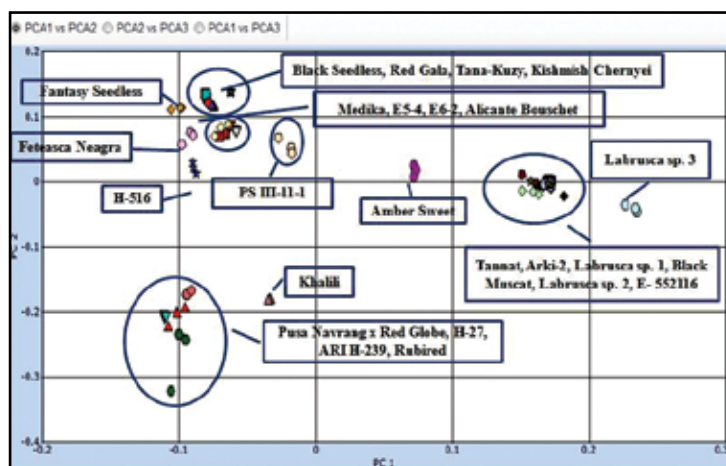 PCA1 vs PCA2 PCA2 vs PCA3 PCA1 vs PCA3
0.2
Black Seedless, Red Gala, Tana-Kuzy, Kishmish Chernyei
Fantasy Seedless
0.1
Medika, E5-4, E6-2, Alicante Bouschet
Feteasca Neagra
Labrusca sp. 3
0
H-516
PS III-11-1
Amber Sweet
-0.1
Tannat, Arki-2, Labrusca sp. 1, Black
Muscat, Labrusca sp. 2, E- 552116
Khalili
-0.2
Pusa Navrang x Red Globe, H-27,
ARI H-239, Rubired
-0.3
-0.4
-0.2 -0.1 0 0.1 0.2
PC 1